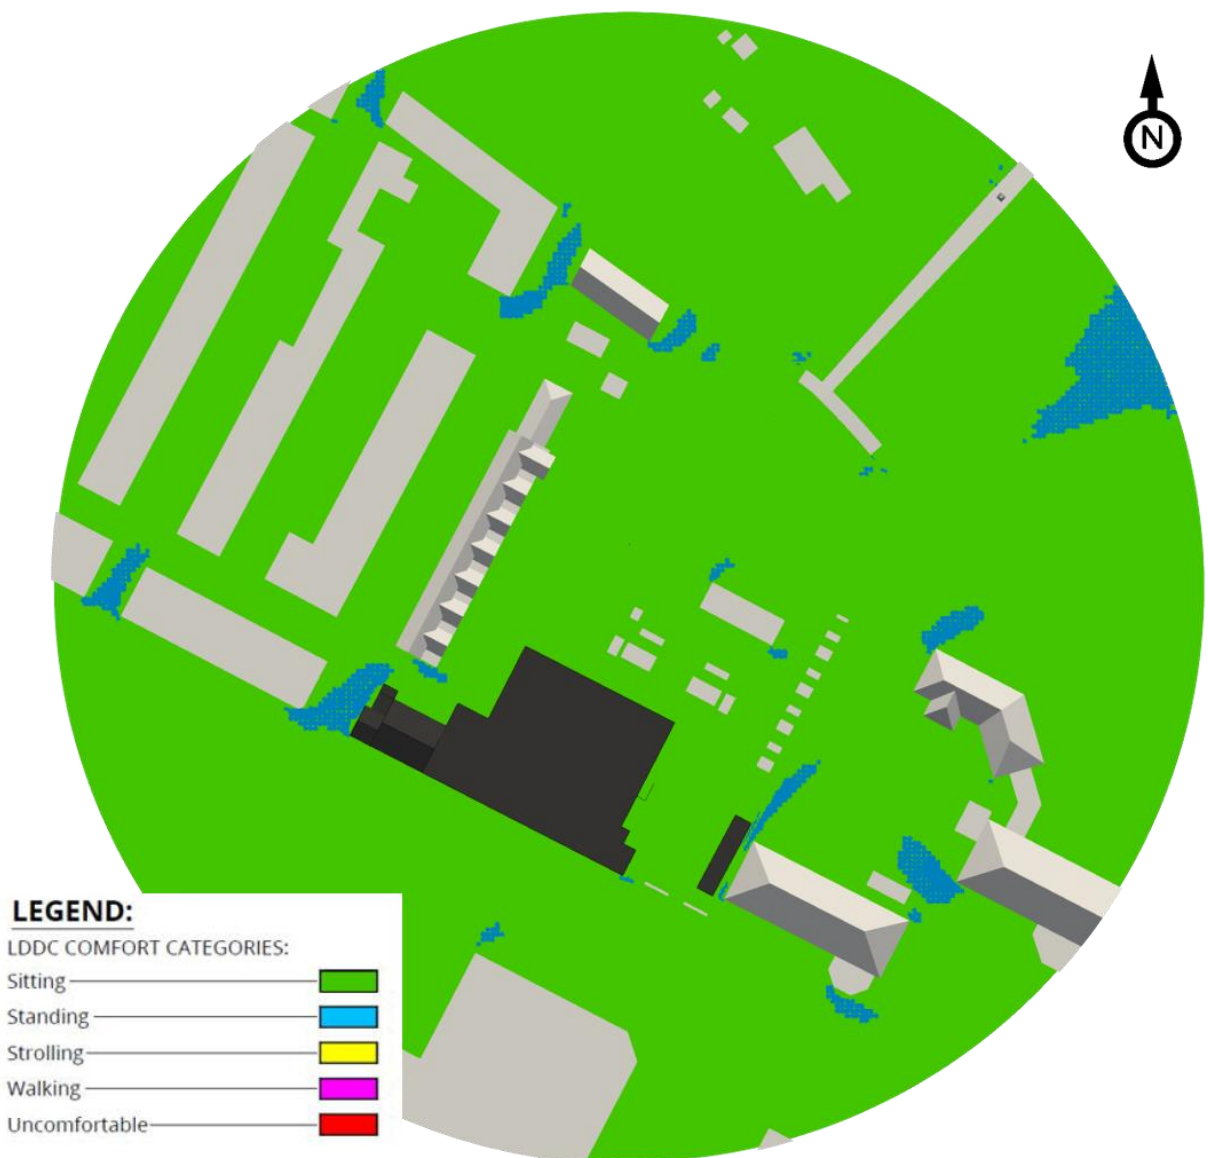 N
LEGEND:
LDDC COMFORT CATEGORIES:
Sitting
Standing
Strolling
Walking
Uncomfortable